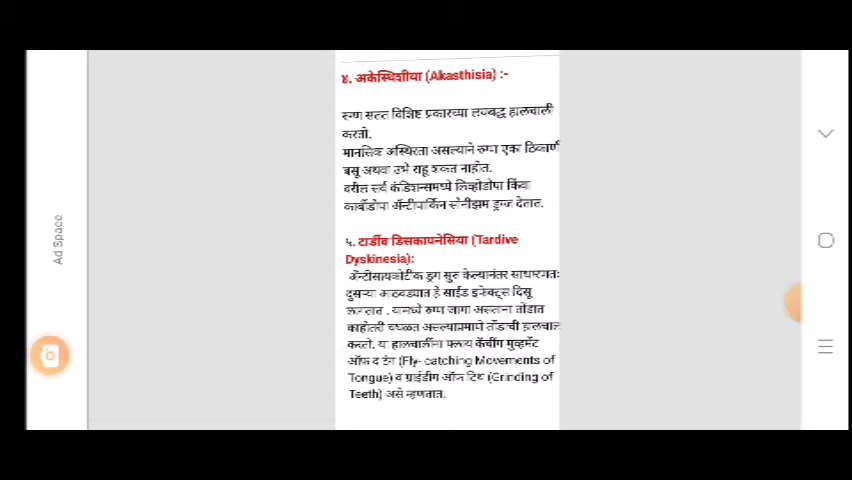 ४. अकेस्थिशीया (Akasthisia) :-
रुग्ण सतत विशिष्ट प्रकारच्या लयबद्ध हालचाली
करतो.
मानसिक अस्थिरता असल्याने रुग्ण एका ठिकाणी
बसू अथवा उभे राहू शकत नाहीत.
वरील सर्व कंडिशन्समध्ये लिव्होडोपा किंवा
कार्बीडोपा अँन्टीपार्किन सोनीझम ड्रग्ज देतात.
५. टार्डीव डिसकायनेसिया (Tardive
Dyskinesia):
अँन्टीसायकोटीक ड्रग सुरु केल्यानंतर साधारणतः
दुसऱ्या आठवड्यात हे साईड इफेक्ट्स दिसू
लागतात . यामध्ये रुग्ण जागा असताना तोंडात
काहीतरी चघळत असल्याप्रमाणे तोंडाची हालचाल
करतो. या हालचालींना फ्लाय कॅचींग मुव्हमेंट
ऑफ द टंग (Fly- catching Movements of
Tongue) व ग्राईडींग ऑफ टिथ (Grinding of
Teeth) असे म्हणतात.
Ad Space